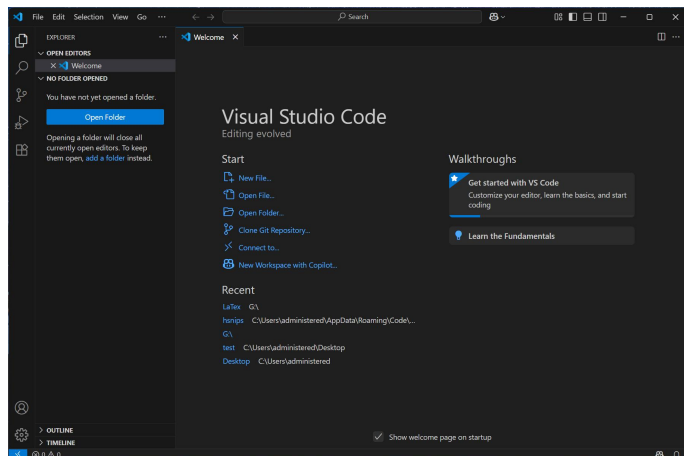 File Edit Selection View Go ··· Search
EXPLORER ···
Welcome
OPEN EDITORS
Welcome
NO FOLDER OPENED
You have not yet opened a folder.
Open Folder
Opening a folder will close all
currently open editors. To keep
them open, add a folder instead.
Visual Studio Code
Editing evolved
Start
New File...
Open File...
Open Folder...
Clone Git Repository...
Connect to...
New Workspace with Copilot...
Recent
LaTex G:\
hsnips C:\Users\administered\AppData\Roaming\Code\...
G:\
test C:\Users\administered\Desktop
Desktop C:\Users\administered
Walkthroughs
Get started with VS Code
Customize your editor, learn the basics, and start
coding
Learn the Fundamentals
Show welcome page on startup
OUTLINE
TIMELINE
0 0